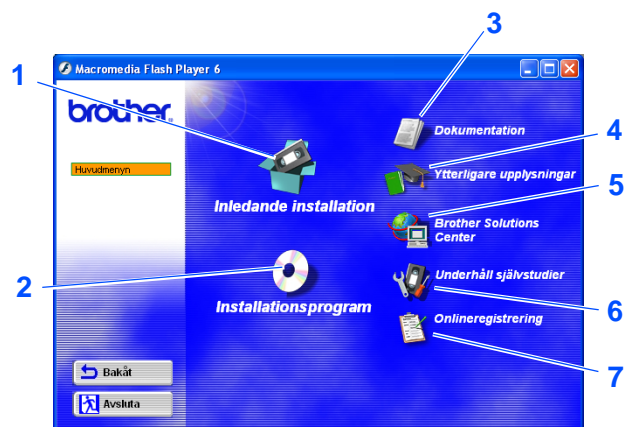 3
1
Macromedia Flash Player 6
brother.
4
Dokumentation
Huvudmenyn
Ytterligare upplysningar
5
Inledande installation
Brother Solutions
Center
2
Underhåll självstudier
Installationsprogram
6
Onlineregistrering
7
Bakåt
Avsluta